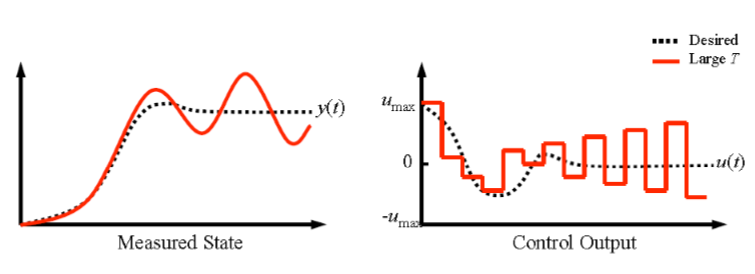 Desired
Large T
y(t)
u_max
0
u(t)
-u_max
Measured State
Control Output